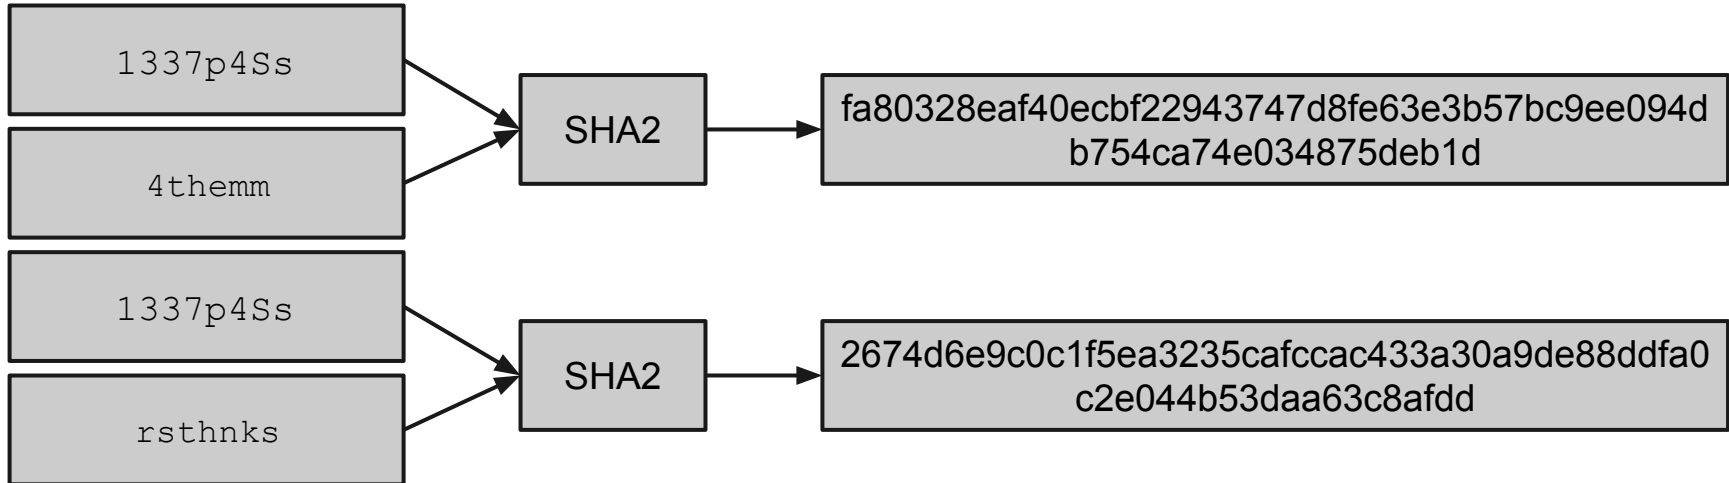 1337p4Ss
4themm
SHA2
fa80328eaf40ecbf22943747d8fe63e3b57bc9ee094d
b754ca74e034875deb1d
1337p4Ss
rsthnks
SHA2
2674d6e9c0c1f5ea3235cafccac433a30a9de88ddfa0
c2e044b53daa63c8afdd